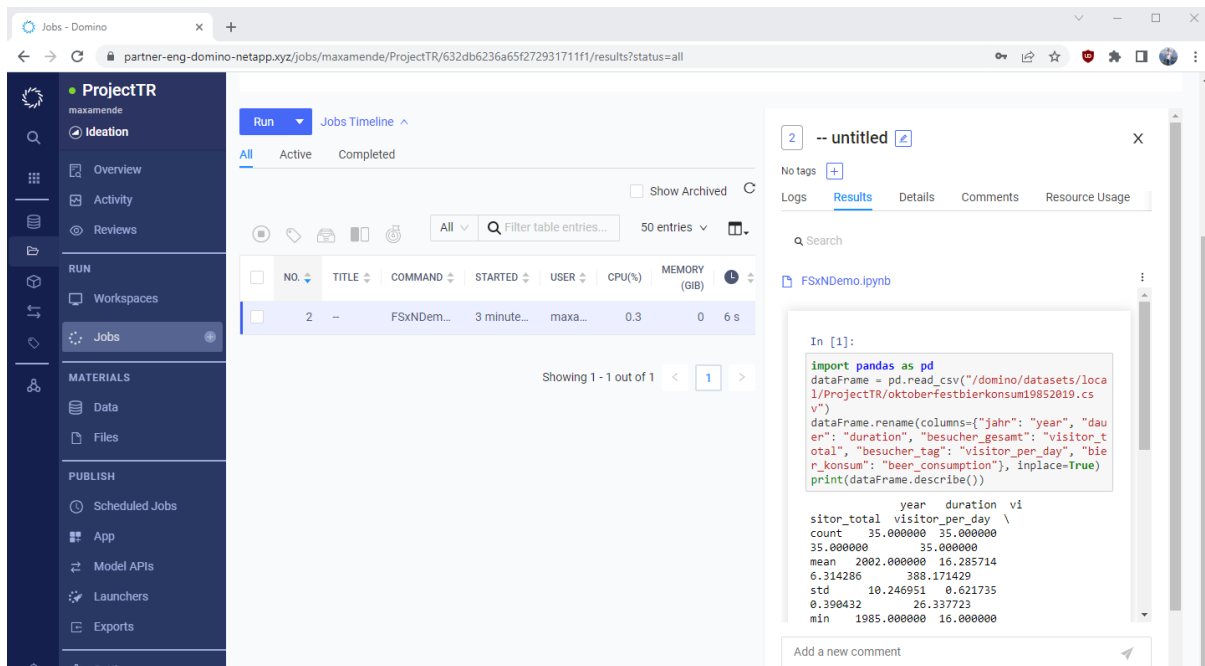 Jobs - Domino
partner-eng-domino-netapp.xyz/jobs/maxamende/ProjectTR/632db6236a65f272931711f1/results?status=all
ProjectTR
maxamende
Ideation
Overview
Activity
Reviews
RUN
Workspaces
Jobs
MATERIALS
Data
Files
PUBLISH
Scheduled Jobs
App
Model APIs
Launchers
Exports
Run
Jobs Timeline
All Active Completed
Show Archived
All
Filter table entries...
50 entries
NO. TITLE COMMAND STARTED USER CPU(%) MEMORY (GIB)
2 -- FSxNDem... 3 minute... maxa... 0.3 0 6 s
Showing 1 - 1 out of 1 < 1 >
2 -- untitled
No tags +
Logs Results Details Comments Resource Usage
Search
FSxNDemo.ipynb
In [1]:
import pandas as pd
dataFrame = pd.read_csv("/domino/datasets/loca
l/ProjectTR/oktoberfestbierkonsum19852019.cs
v")
dataFrame.rename(columns={"jahr": "year", "dau
er": "duration", "besucher_gesamt": "visitor_t
otal", "besucher_tag": "visitor_per_day", "bie
r_konsum": "beer_consumption"}, inplace=True)
print(dataFrame.describe())
year duration vi
sitor_total visitor_per_day \
count 35.000000 35.000000
35.000000 35.000000
mean 2002.000000 16.285714
6.314286 388.171429
std 10.246951 0.621735
0.390432 26.337723
min 1985.000000 16.000000
Add a new comment